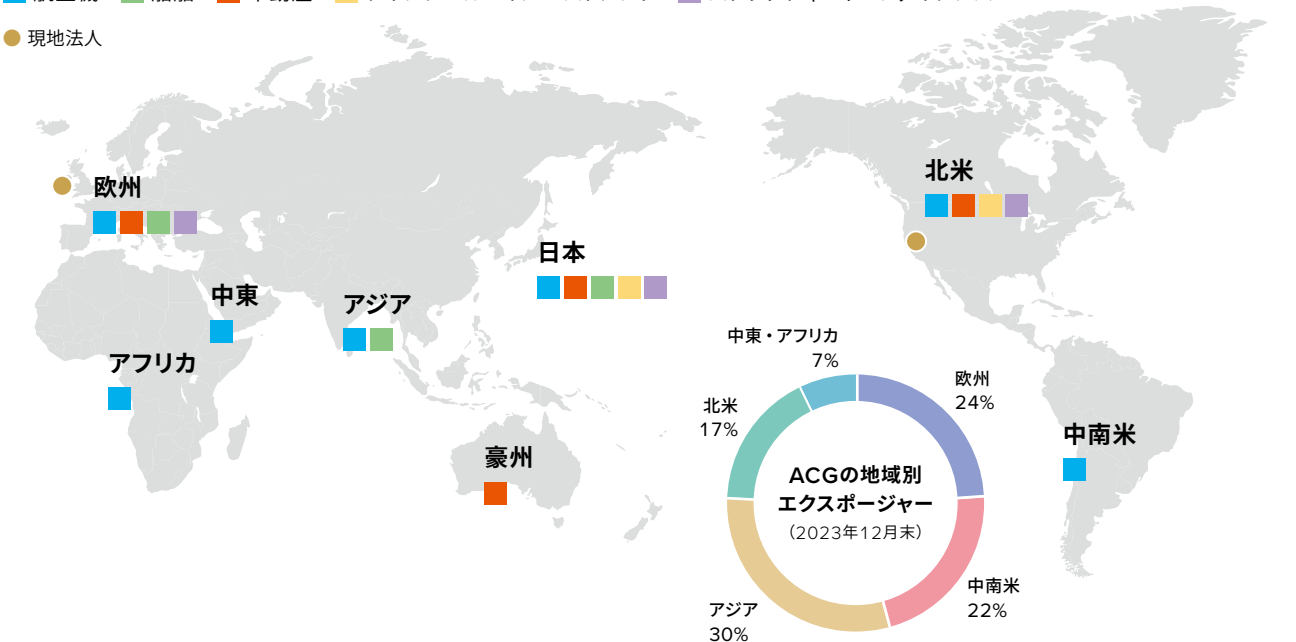 現地法人
欧州
北米
日本
中東
アジア
アフリカ
豪州
中南米
中東・アフリカ
7%
欧州
24%
北米
17%
ACGの地域別
エクスポージャー
（2023年12月末）
中南米
22%
アジア
30%